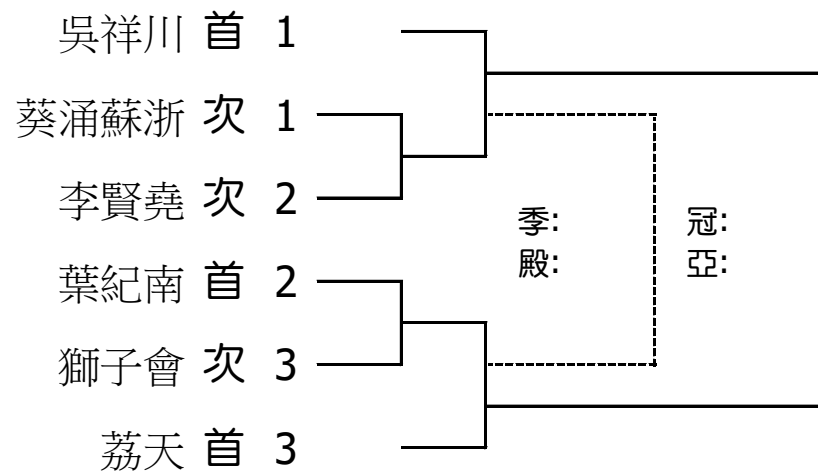 吳祥川 首 1
葵涌蘇浙 次 1
李賢堯 次 2
季: 冠:
殿: 亞:
葉紀南 首 2
獅子會 次 3
荔天 首 3